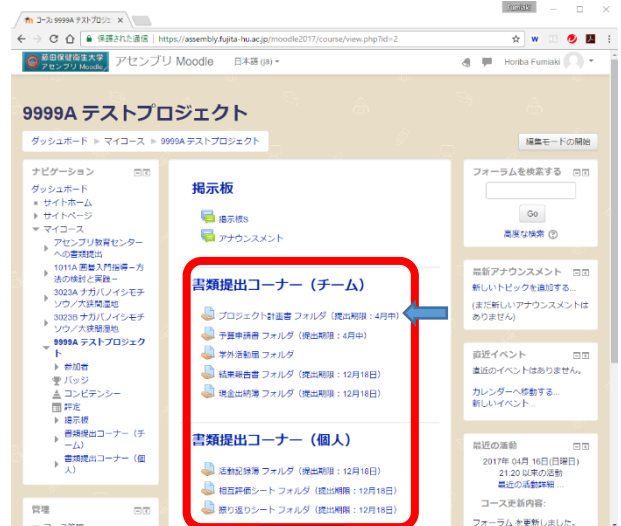 fumiaki
コース: 9999A テストプロジェ
保護された通信
https://assembly.fujita-hu.ac.jp/moodle2017/course/view.php?id=2
藤田保健衛生大学
アセンブリ Moodle
アセンブリ Moodle
日本語 (ja)
Horiba Fumiaki
9999A テストプロジェクト
ダッシュボード ▶ マイコース ▶ 9999A テストプロジェクト
編集モードの開始
ナビゲーション
ダッシュボード
サイトホーム
サイトページ
マイコース
アセンブリ教育センター
への書類提出
1011A 囲碁入門指導－方
法の検討と実践－
3023A ナガバノイシモチ
ソウ／大狭間湿地
3023B ナガバノイシモチ
ソウ／大狭間湿地
9999A テストプロジェク
ト
参加者
バッジ
コンピテンシー
評定
掲示板
書類提出コーナー（チ
ーム）
書類提出コーナー（個
人）
管理
コース管理
掲示板
掲示板S
アナウンスメント
書類提出コーナー（チーム）
プロジェクト計画書 フォルダ（提出期限：4月中）
予算申請書 フォルダ（提出期限：4月中）
学外活動届 フォルダ
結果報告書 フォルダ（提出期限：12月18日）
現金出納簿 フォルダ（提出期限：12月18日）
書類提出コーナー（個人）
活動記録簿 フォルダ（提出期限：12月18日）
相互評価シート フォルダ（提出期限：12月18日）
振り返りシート フォルダ（提出期限：12月18日）
フォーラムを検索する
Go
高度な検索
最新アナウンスメント
新しいトピックを追加する...
(まだ新しいアナウンスメントは
ありません)
直近イベント
直近のイベントはありません。
カレンダーへ移動する...
新しいイベント...
最近の活動
2017年 04月 16日(日曜日)
21:20 以来の活動
最近の活動詳細 ...
コース更新内容:
フォーラム を更新しました。